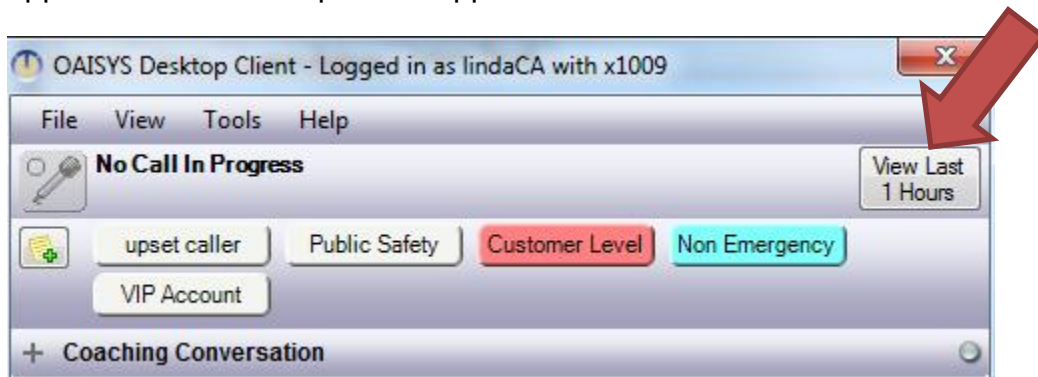 OAISYS Desktop Client - Logged in as lindaCA with x1009
File View Tools Help
No Call In Progress
View Last
1 Hours
upset caller Public Safety Customer Level Non Emergency
VIP Account
+ Coaching Conversation